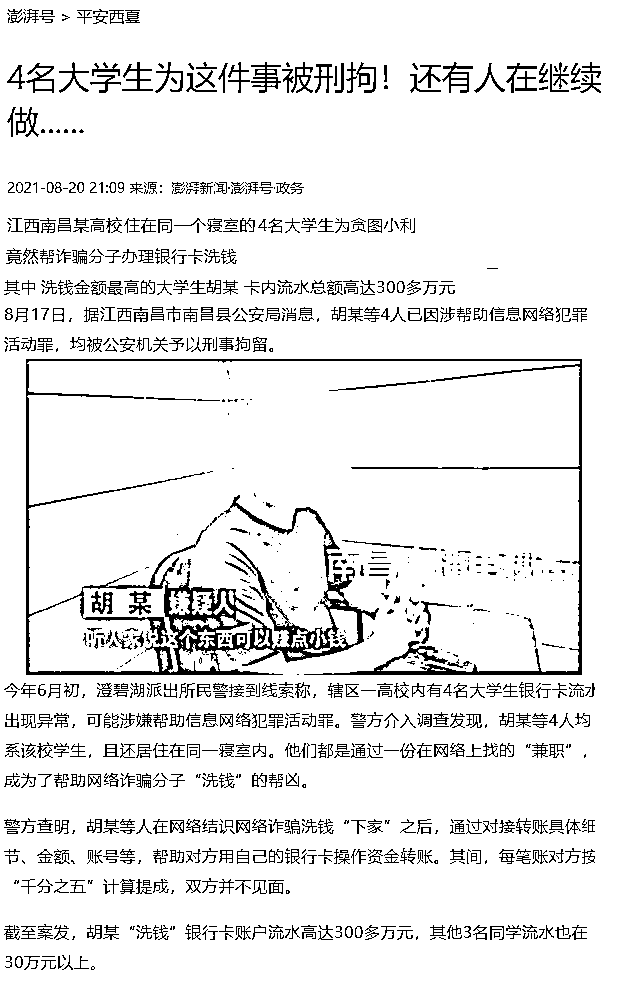 澎湃号 > 平安西夏
4名大学生为这件事被刑拘！还有人在继续
做......
2021-08-20 21:09 来源：澎湃新闻·澎湃号·政务
江西南昌某高校住在同一个寝室的4名大学生为贪图小利
竟然帮诈骗分子办理银行卡洗钱
其中 洗钱金额最高的大学生胡某 卡内流水总额高达300多万元
8月17日，据江西南昌市南昌县公安局消息，胡某等4人已因涉帮助信息网络犯罪
活动罪，均被公安机关予以刑事拘留。
胡 某 嫌疑人
听人家说这个东西可以赚点小钱
今年6月初，澄碧湖派出所民警接到线索称，辖区一高校内有4名大学生银行卡流水
出现异常，可能涉嫌帮助信息网络犯罪活动罪。警方介入调查发现，胡某等4人均
系该校学生，且还居住在同一寝室内。他们都是通过一份在网络上找的“兼职”，
成为了帮助网络诈骗分子“洗钱”的帮凶。
警方查明，胡某等人在网络结识网络诈骗洗钱“下家”之后，通过对接转账具体细
节、金额、账号等，帮助对方用自己的银行卡操作资金转账。其间，每笔账对方按
“千分之五”计算提成，双方并不见面。
截至案发，胡某“洗钱”银行卡账户流水高达300多万元，其他3名同学流水也在
30万元以上。